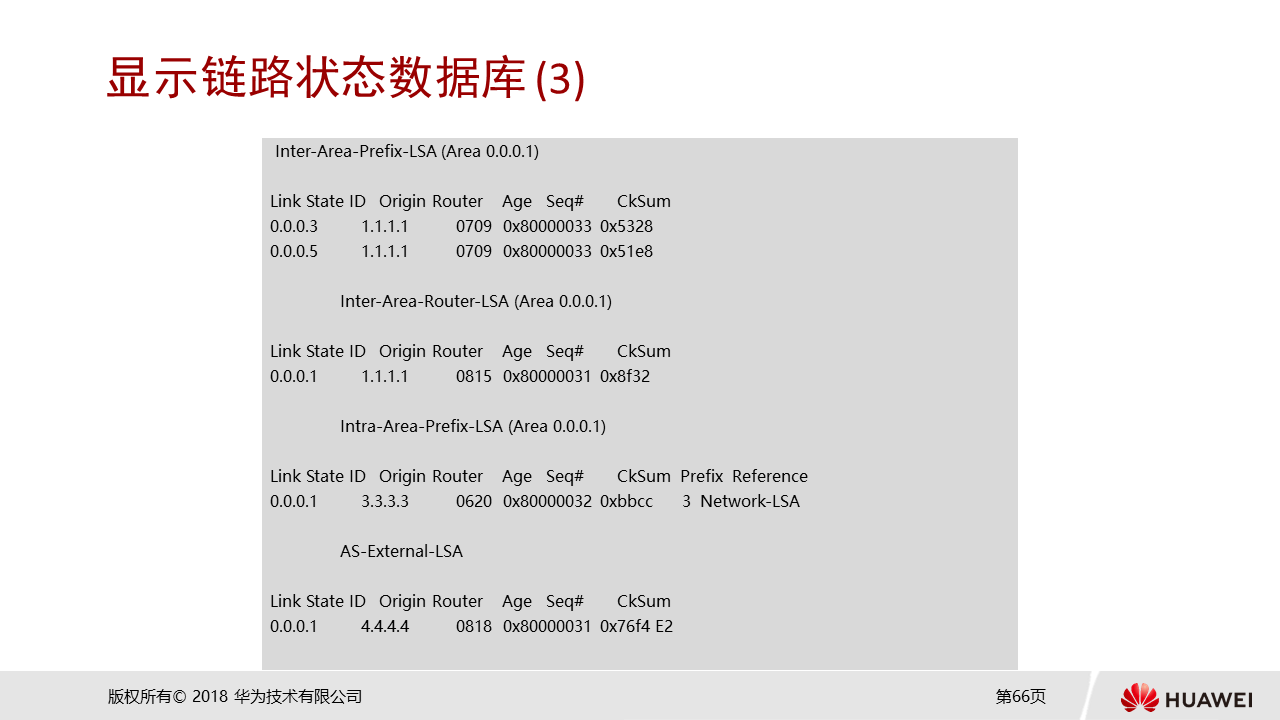 显示链路状态数据库 (3)
Inter-Area-Prefix-LSA (Area 0.0.0.1)
Link State ID Origin Router Age Seq# CkSum
0.0.0.3 1.1.1.1 0709 0x80000033 0x5328
0.0.0.5 1.1.1.1 0709 0x80000033 0x51e8
Inter-Area-Router-LSA (Area 0.0.0.1)
Link State ID Origin Router Age Seq# CkSum
0.0.0.1 1.1.1.1 0815 0x80000031 0x8f32
Intra-Area-Prefix-LSA (Area 0.0.0.1)
Link State ID Origin Router Age Seq# CkSum Prefix Reference
0.0.0.1 3.3.3.3 0620 0x80000032 0xbbcc 3 Network-LSA
AS-External-LSA
Link State ID Origin Router Age Seq# CkSum
0.0.0.1 4.4.4.4 0818 0x80000031 0x76f4 E2
版权所有© 2018 华为技术有限公司
第66页
HUAWEI